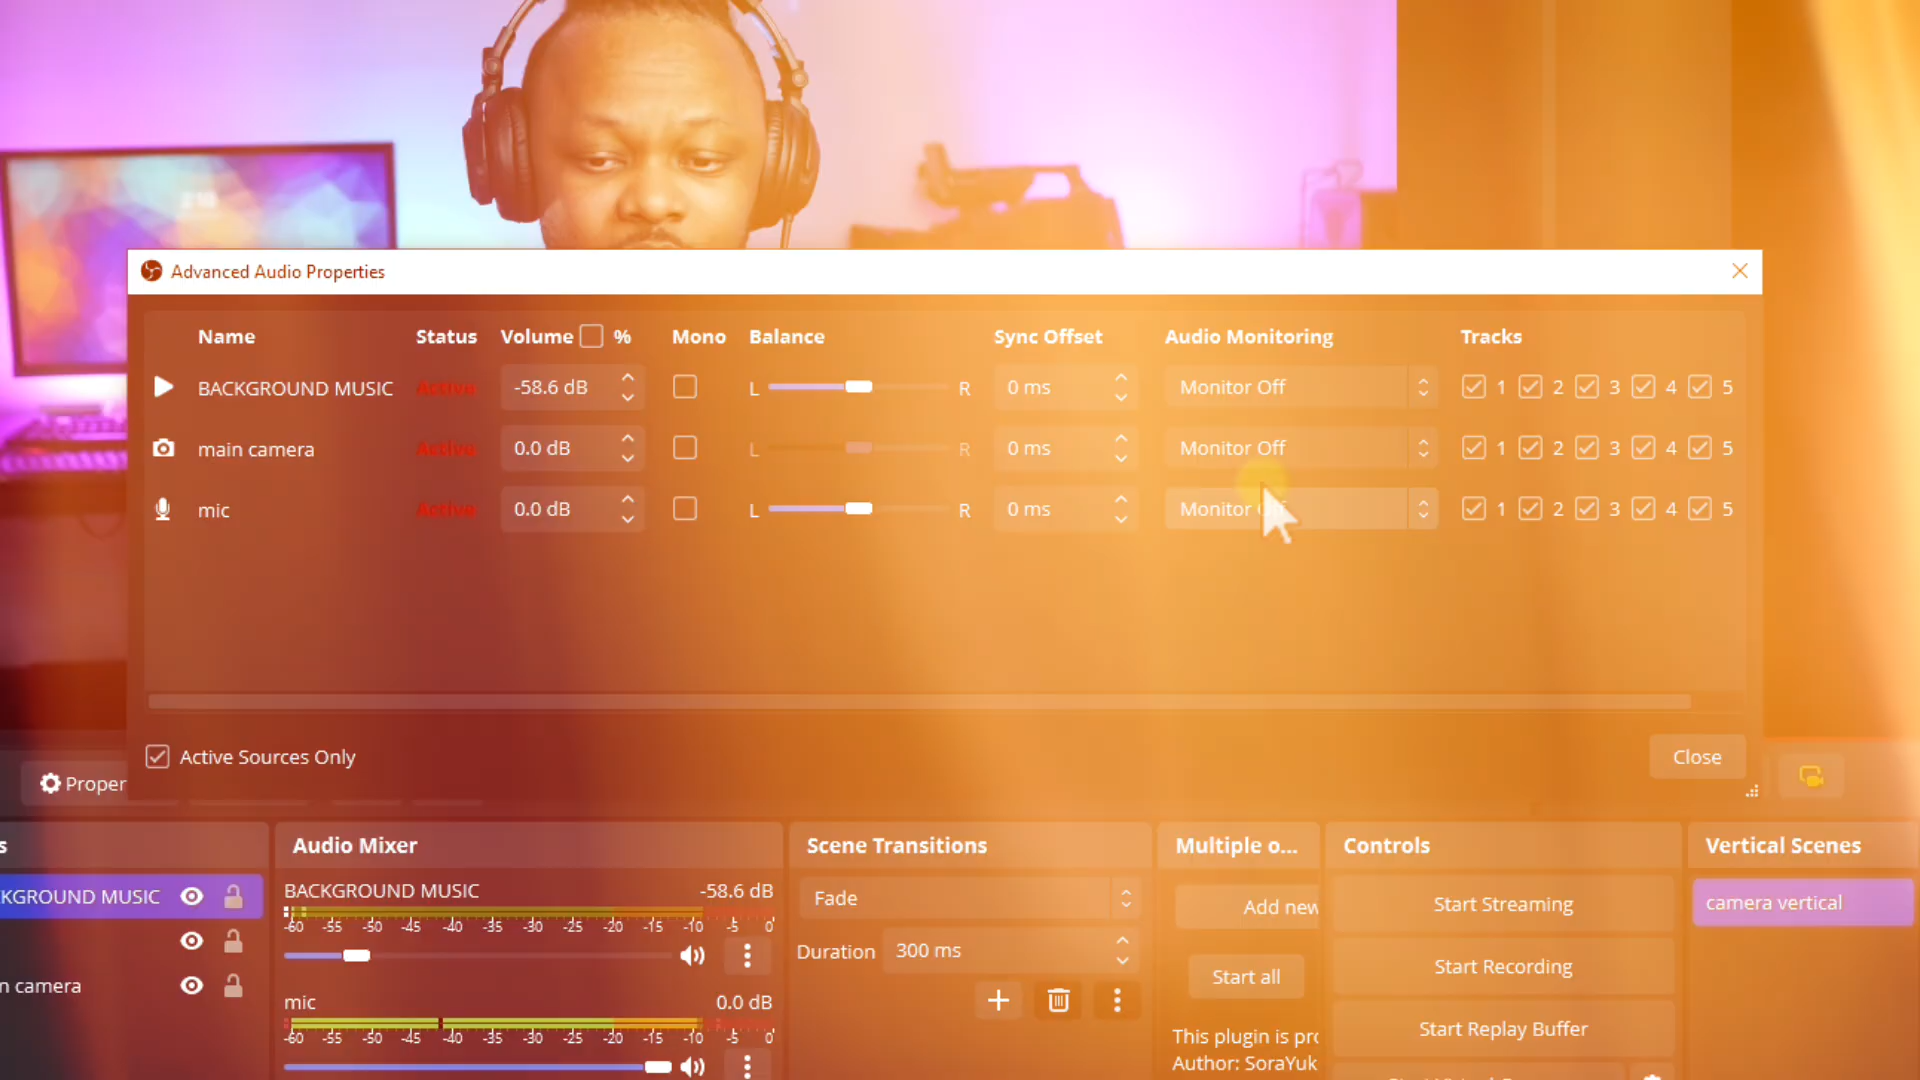 Advanced Audio Properties
Name Status Volume % Mono Balance Sync Offset Audio Monitoring Tracks
BACKGROUND MUSIC Active -58.6 dB L R 0 ms Monitor Off 1 2 3 4 5
main camera Active 0.0 dB L R 0 ms Monitor Off 1 2 3 4 5
mic Active 0.0 dB L R 0 ms Monitor 1 2 3 4 5
Active Sources Only
Close
Proper
s
Audio Mixer
Scene Transitions
Multiple o...
Controls
Vertical Scenes
KGROUND MUSIC
n camera
BACKGROUND MUSIC -58.6 dB
-60 -55 -50 -45 -40 -35 -30 -25 -20 -15 -10 -5 0
mic 0.0 dB
-60 -55 -50 -45 -40 -35 -30 -25 -20 -15 -10 -5 0
Fade
Duration 300 ms
Add new
Start all
This plugin is pro
Author: SoraYuk
Start Streaming
Start Recording
Start Replay Buffer
camera vertical